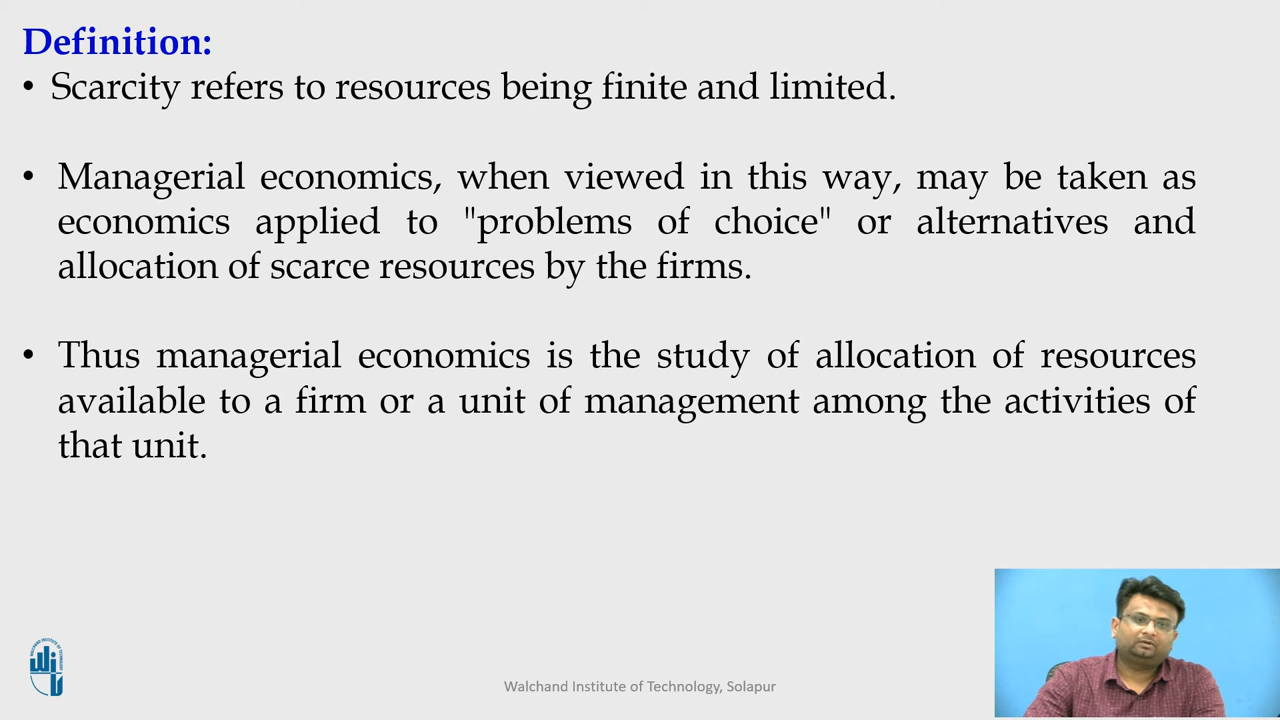 Definition:
• Scarcity refers to resources being finite and limited.
• Managerial economics, when viewed in this way, may be taken as
economics applied to "problems of choice" or alternatives and
allocation of scarce resources by the firms.
• Thus managerial economics is the study of allocation of resources
available to a firm or a unit of management among the activities of
that unit.
Walchand Institute of Technology, Solapur